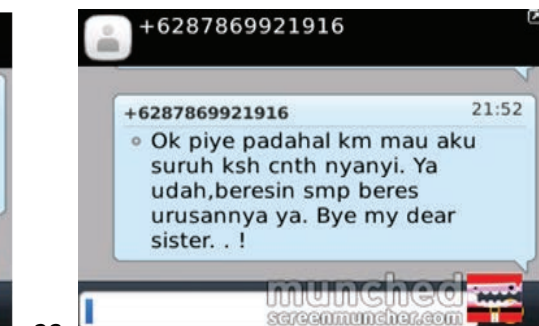 +6287869921916
+6287869921916 21:52
Ok piye padahal km mau aku
suruh ksh cnth nyanyi. Ya
udah,beresin smp beres
urusannya ya. Bye my dear
sister. . !
munched
screenmuncher.com